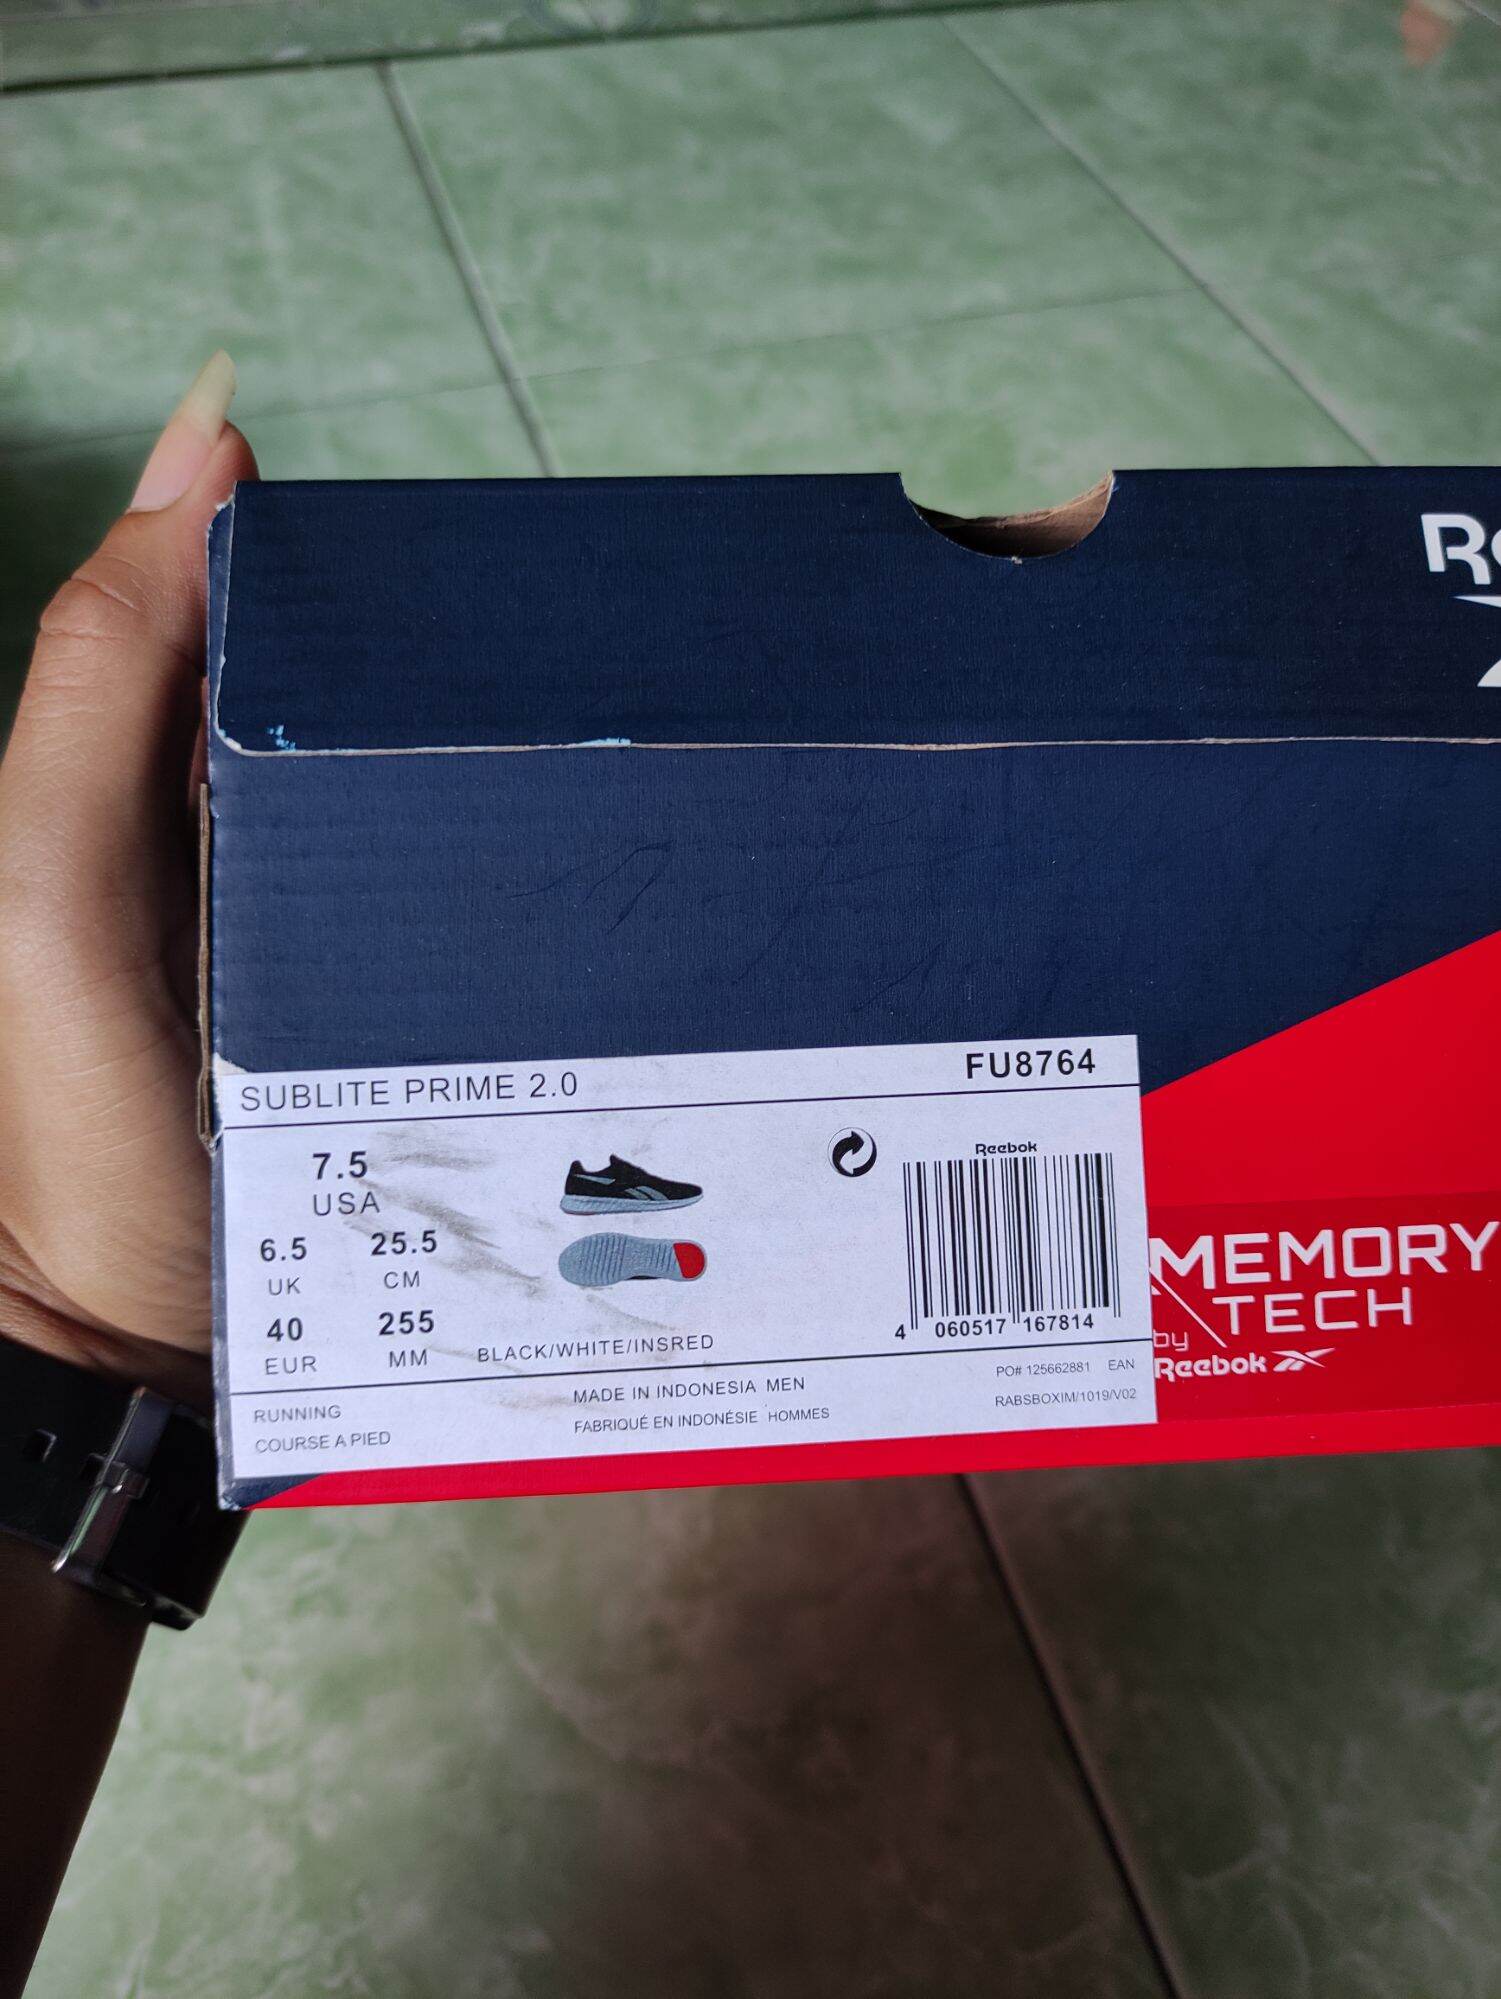 Re
SUBLITE PRIME 2.0
FU8764
7.5
USA
6.5
UK
25.5
CM
40
EUR
255
MM
BLACK/WHITE/INSRED
Reebok
4 060517 167814
RUNNING
COURSE A PIED
MADE IN INDONESIA MEN
FABRIQUÉ EN INDONÉSIE HOMMES
PO# 125662881 EAN
RABSBOXIM/1019/V02
MEMORY
TECH
by
Reebok